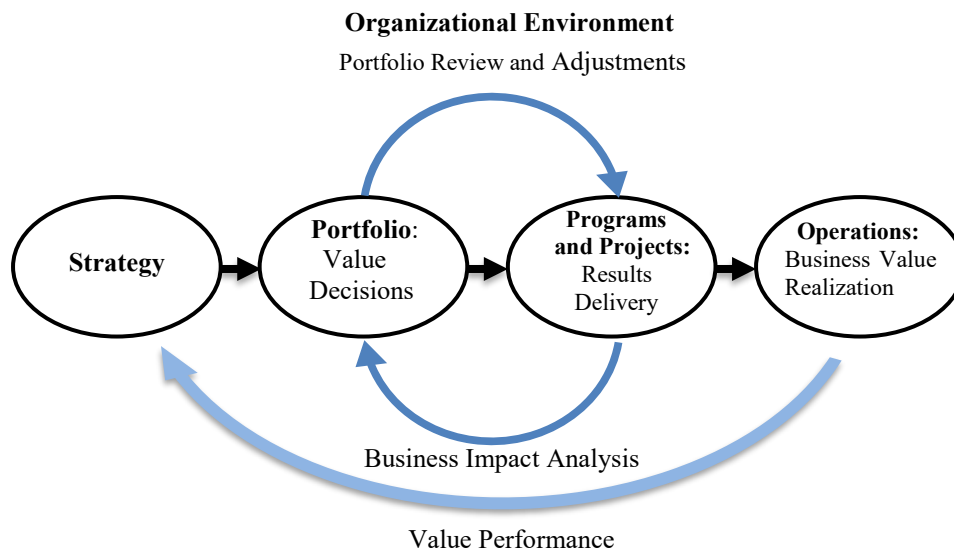 Organizational Environment
Portfolio Review and Adjustments
Strategy
Portfolio:
Value
Decisions
Programs
and Projects:
Results
Delivery
Operations:
Business Value
Realization
Business Impact Analysis
Value Performance